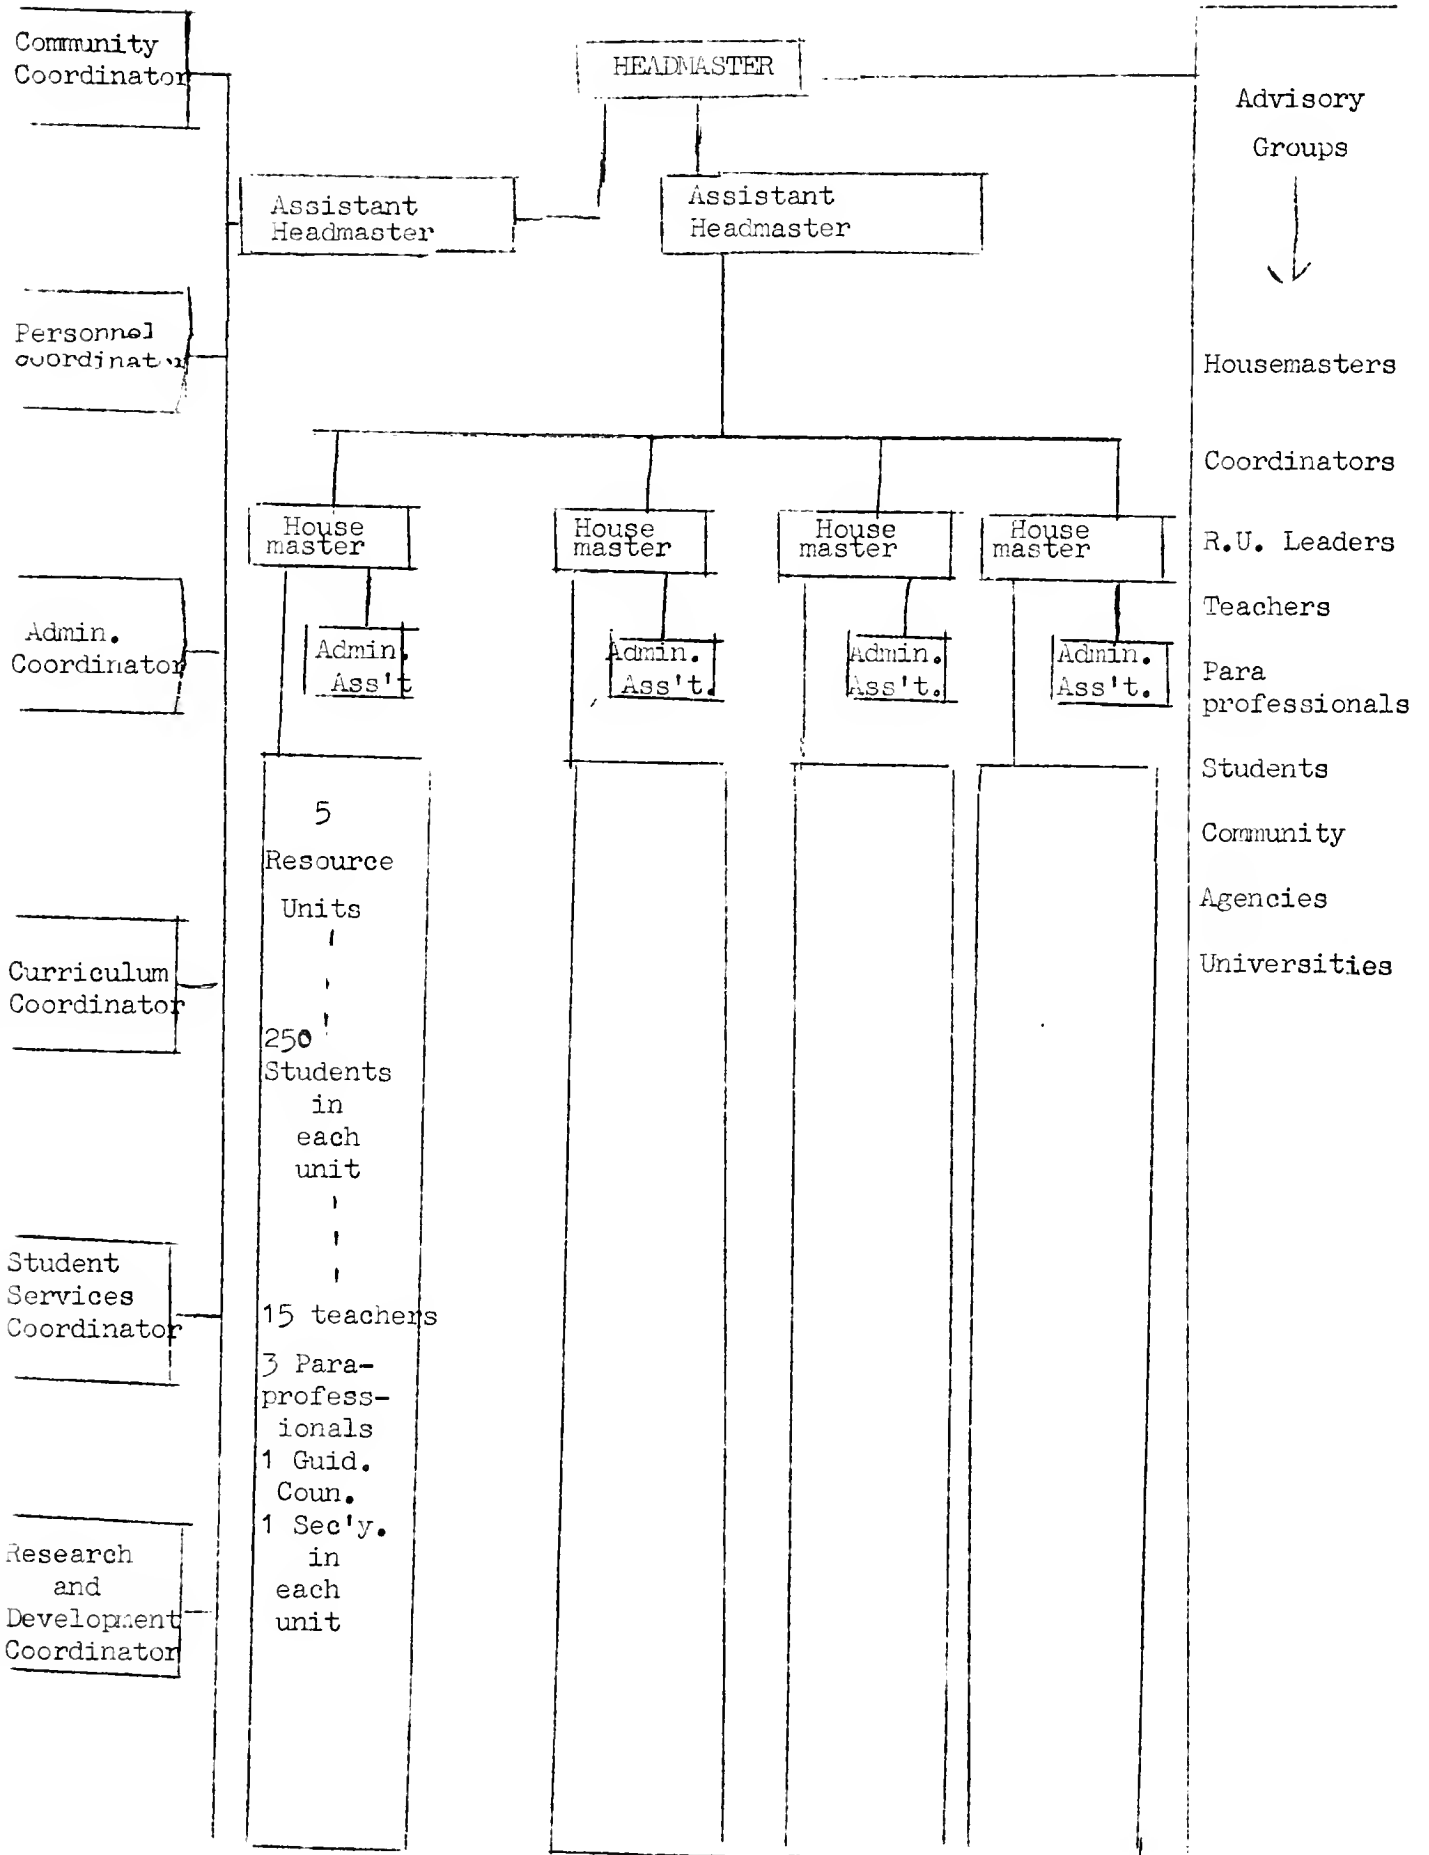 Community
Coordinator
HEADMASTER
Advisory
Groups
Assistant
Headmaster
Assistant
Headmaster
Personnel
coordinator
Housemasters
Coordinators
R.U. Leaders
Teachers
Para
professionals
Students
Community
Agencies
Universities
House
master
House
master
House
master
House
master
Admin.
Ass't
Admin.
Ass't.
Admin.
Ass't.
Admin.
Ass't.
Admin.
Coordinator
Curriculum
Coordinator
Student
Services
Coordinator
Research
and
Development
Coordinator
5
Resource
Units
250
Students
in
each
unit
15 teachers
3 Para-
profess-
ionals
1 Guid.
Coun.
1 Sec'y.
in
each
unit